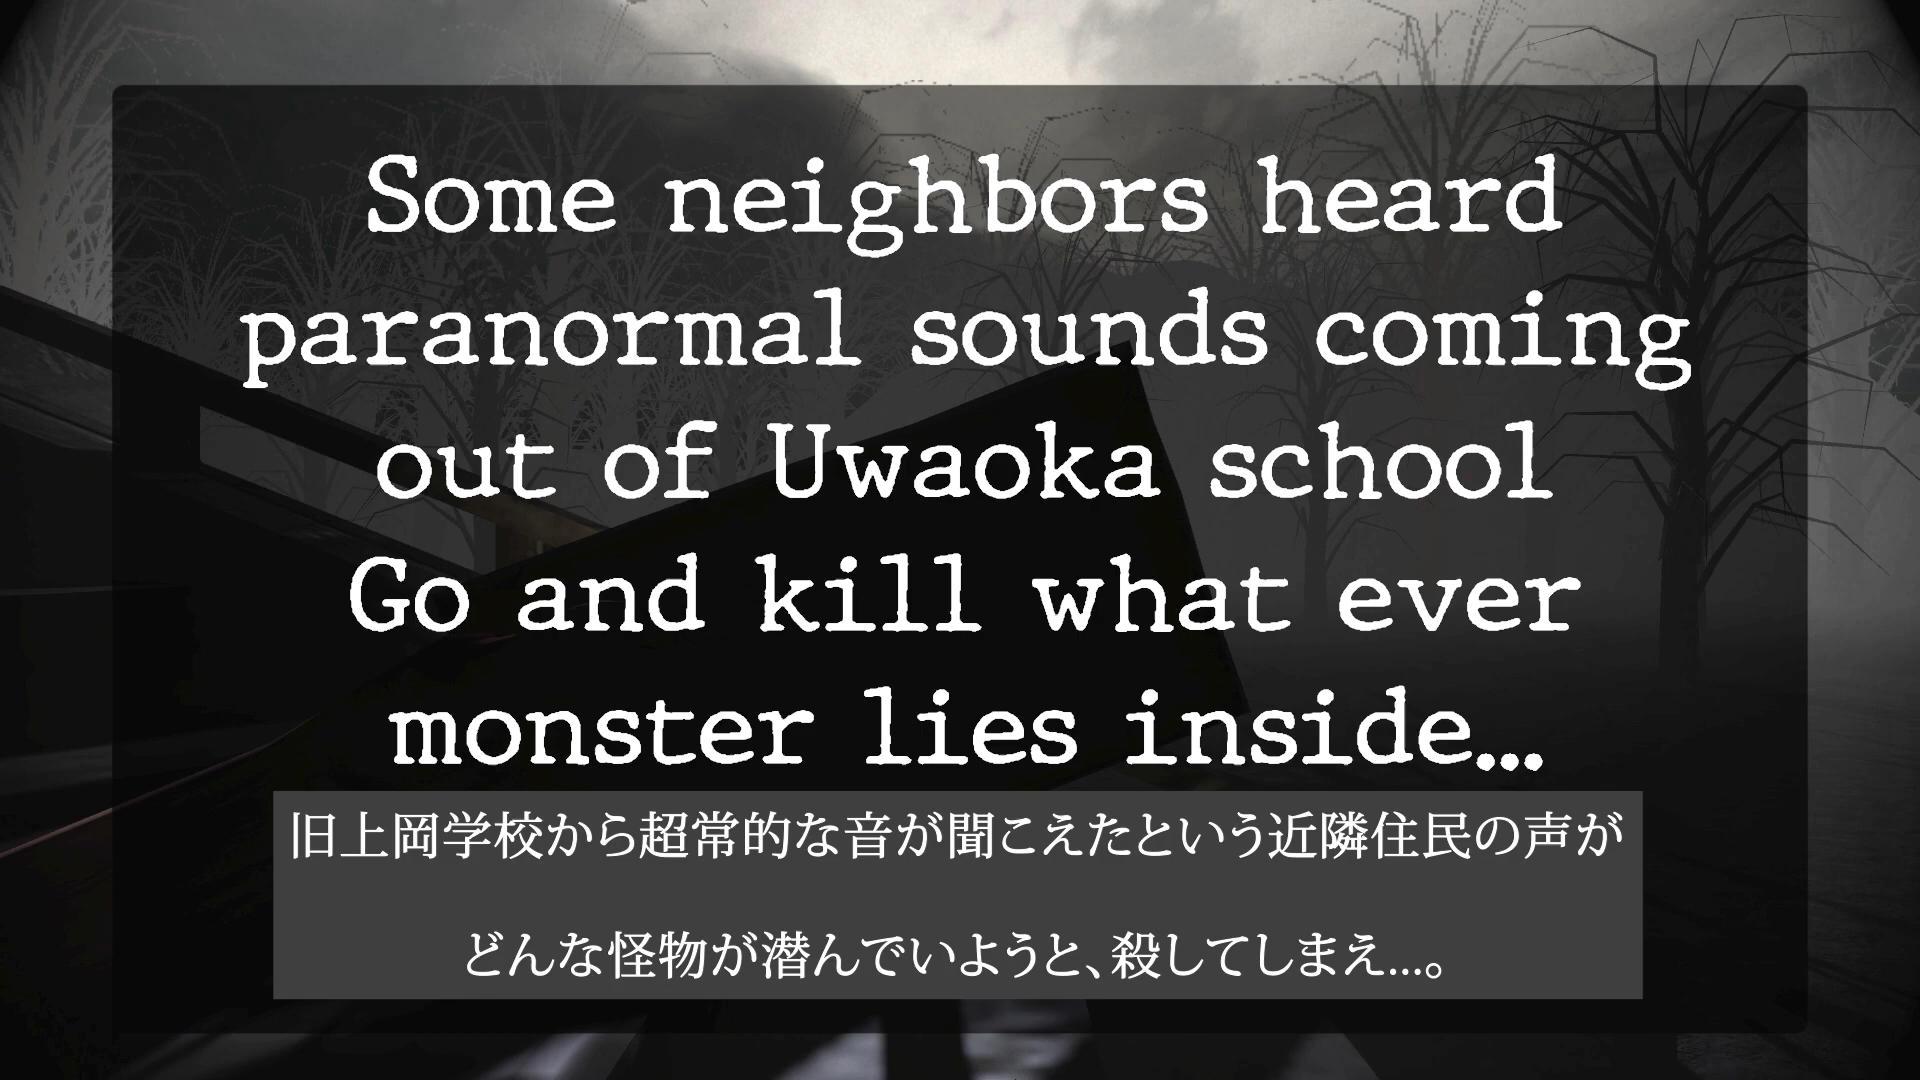 Some neighbors heard
paranormal sounds coming
out of Uwaoka school
Go and kill what ever
monster lies inside...
旧上岡学校から超常的な音が聞こえたという近隣住民の声が
どんな怪物が潜んでいようと、殺してしまえ...。